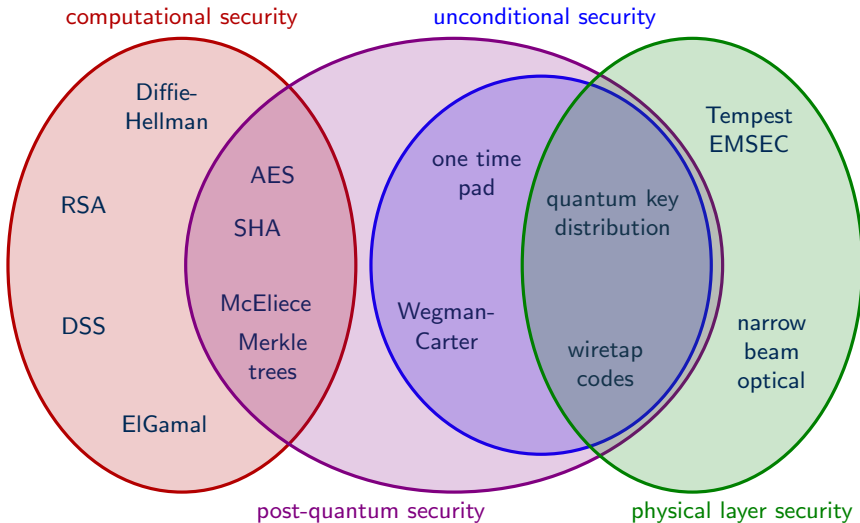 computational security
unconditional security
Diffie-
Hellman
Tempest
EMSEC
one time
pad
AES
quantum key
distribution
RSA
SHA
McEliece
Wegman-
Carter
DSS
narrow
beam
optical
Merkle
trees
wiretap
codes
ElGamal
post-quantum security
physical layer security